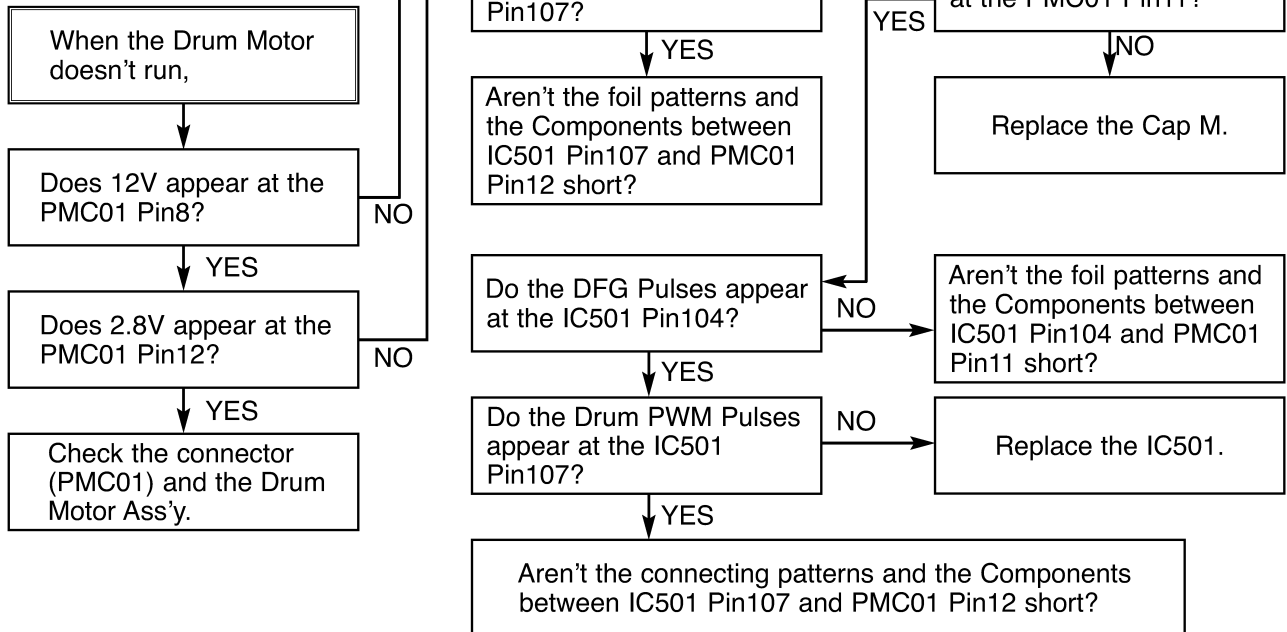 When the Drum Motor
doesn't run,
Does 12V appear at the
PMC01 Pin8?
NO
YES
Does 2.8V appear at the
PMC01 Pin12?
NO
YES
Check the connector
(PMC01) and the Drum
Motor Ass'y.
Pin107?
YES
Aren't the foil patterns and
the Components between
IC501 Pin107 and PMC01
Pin12 short?
YES
at the PMC01 Pin11?
NO
Replace the Cap M.
Do the DFG Pulses appear
at the IC501 Pin104?
NO
Aren't the foil patterns and
the Components between
IC501 Pin104 and PMC01
Pin11 short?
YES
Do the Drum PWM Pulses
appear at the IC501
Pin107?
NO
Replace the IC501.
YES
Aren't the connecting patterns and the Components
between IC501 Pin107 and PMC01 Pin12 short?